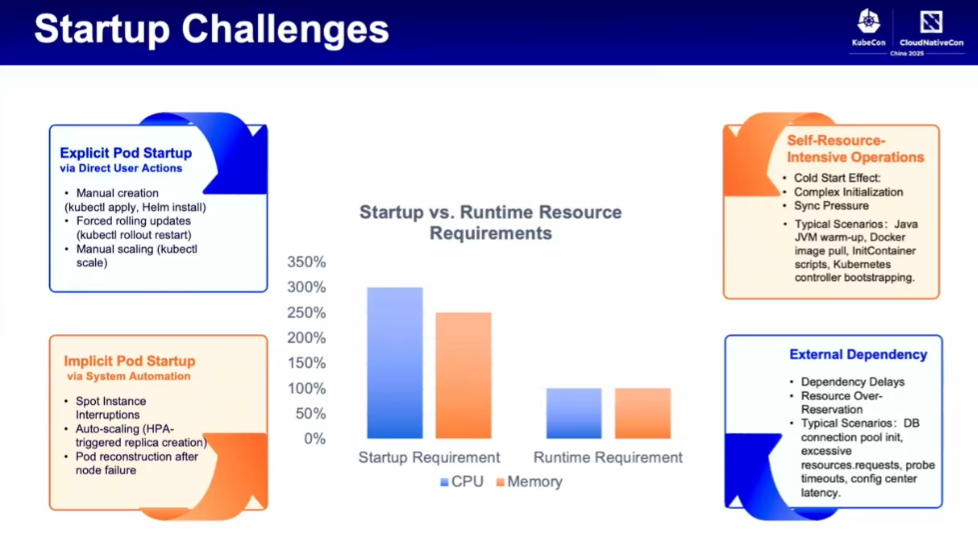 Startup Challenges
KubeCon
CloudNativeCon
China 2025
Explicit Pod Startup
via Direct User Actions
• Manual creation
(kubectl apply, Helm install)
• Forced rolling updates
(kubectl rollout restart)
• Manual scaling (kubectl
scale)
Implicit Pod Startup
via System Automation
• Spot Instance
Interruptions
• Auto-scaling (HPA-
triggered replica creation)
• Pod reconstruction after
node failure
Startup vs. Runtime Resource
Requirements
350%
300%
250%
200%
150%
100%
50%
0%
Startup Requirement
Runtime Requirement
CPU
Memory
Self-Resource-
Intensive Operations
• Cold Start Effect:
• Complex Initialization
• Sync Pressure
• Typical Scenarios：Java
JVM warm-up, Docker
image pull, InitContainer
scripts, Kubernetes
controller bootstrapping.
External Dependency
• Dependency Delays
• Resource Over-
Reservation
• Typical Scenarios：DB
connection pool init,
excessive
resources.requests, probe
timeouts, config center
latency.